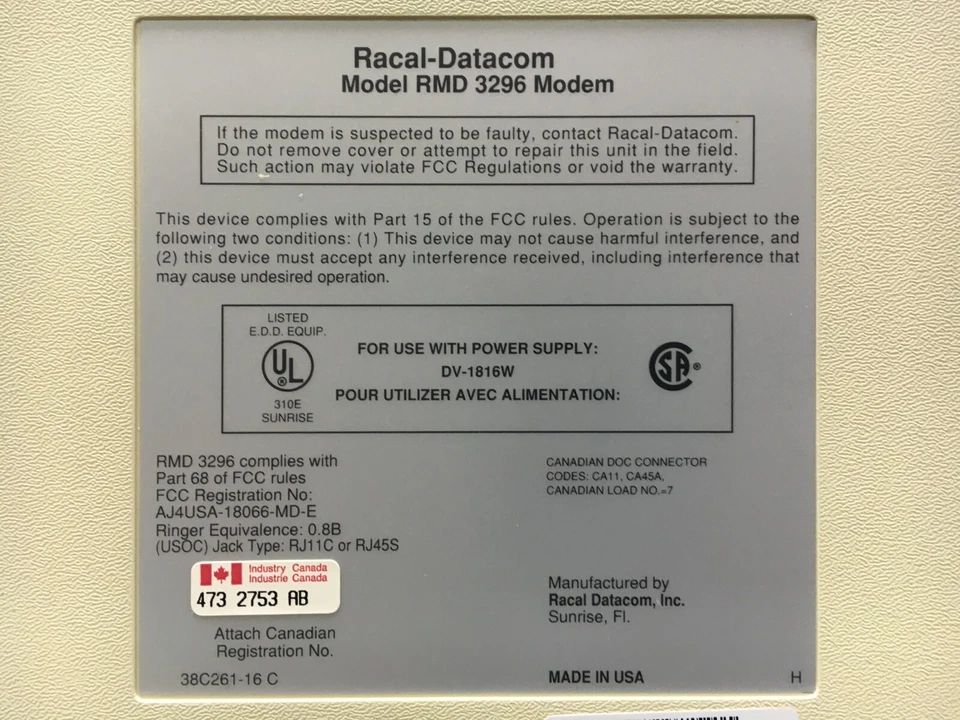 Racal-Datacom
Model RMD 3296 Modem
If the modem is suspected to be faulty, contact Racal-Datacom.
Do not remove cover or attempt to repair this unit in the field.
Such action may violate FCC Regulations or void the warranty.
This device complies with Part 15 of the FCC rules. Operation is subject to the
following two conditions: (1) This device may not cause harmful interference, and
(2) this device must accept any interference received, including interference that
may cause undesired operation.
LISTED
E.D.D. EQUIP.
UL®
310E
SUNRISE
FOR USE WITH POWER SUPPLY:
DV-1816W
POUR UTILIZER AVEC ALIMENTATION:
CSA®
RMD 3296 complies with
Part 68 of FCC rules
FCC Registration No:
AJ4USA-18066-MD-E
Ringer Equivalence: 0.8B
(USOC) Jack Type: RJ11C or RJ45S
CANADIAN DOC CONNECTOR
CODES: CA11, CA45A,
CANADIAN LOAD NO.=7
Industry Canada
Industrie Canada
473 2753 AB
Attach Canadian
Registration No.
38C261-16 C
Manufactured by
Racal Datacom, Inc.
Sunrise, Fl.
MADE IN USA
H